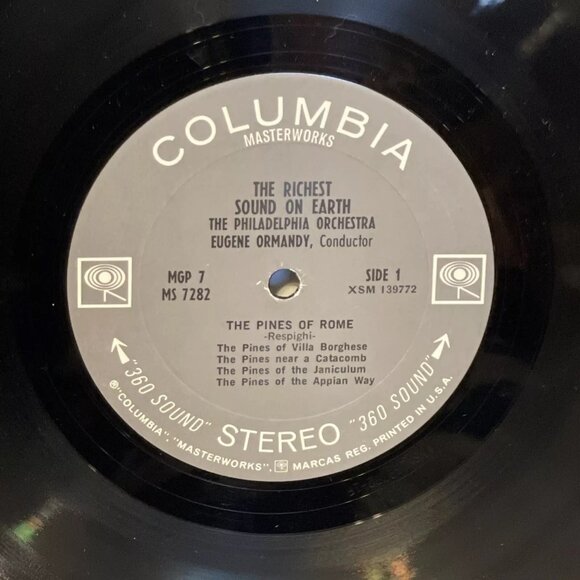 COLUMBIA
MASTERWORKS
THE RICHEST
SOUND ON EARTH
THE PHILADELPHIA ORCHESTRA
EUGENE ORMANDY, Conductor
MGP 7
MS 7282
SIDE 1
XSM 139772
THE PINES OF ROME
-Respighi-
The Pines of Villa Borghese
The Pines near a Catacomb
The Pines of the Janiculum
The Pines of the Appian Way
"360 SOUND" STEREO "360 SOUND"
®"COLUMBIA", "MASTERWORKS", MARCAS REG. PRINTED IN U.S.A.